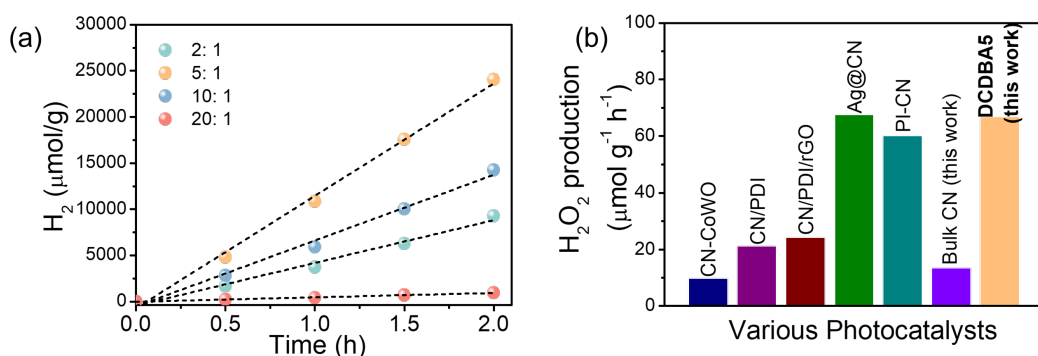 (a)
30000
25000
20000
15000
10000
5000
0
H₂ (μmol/g)
2: 1
5: 1
10: 1
20: 1
0.0 0.5 1.0 1.5 2.0
Time (h)
(b)
100
80
60
40
20
0
H₂O₂ production
(μmol g⁻¹ h⁻¹)
CN-CoWO
CN/PDI
CN/PDI/rGO
Ag@CN
PI-CN
Bulk CN (this work)
DCDBA5
(this work)
Various Photocatalysts